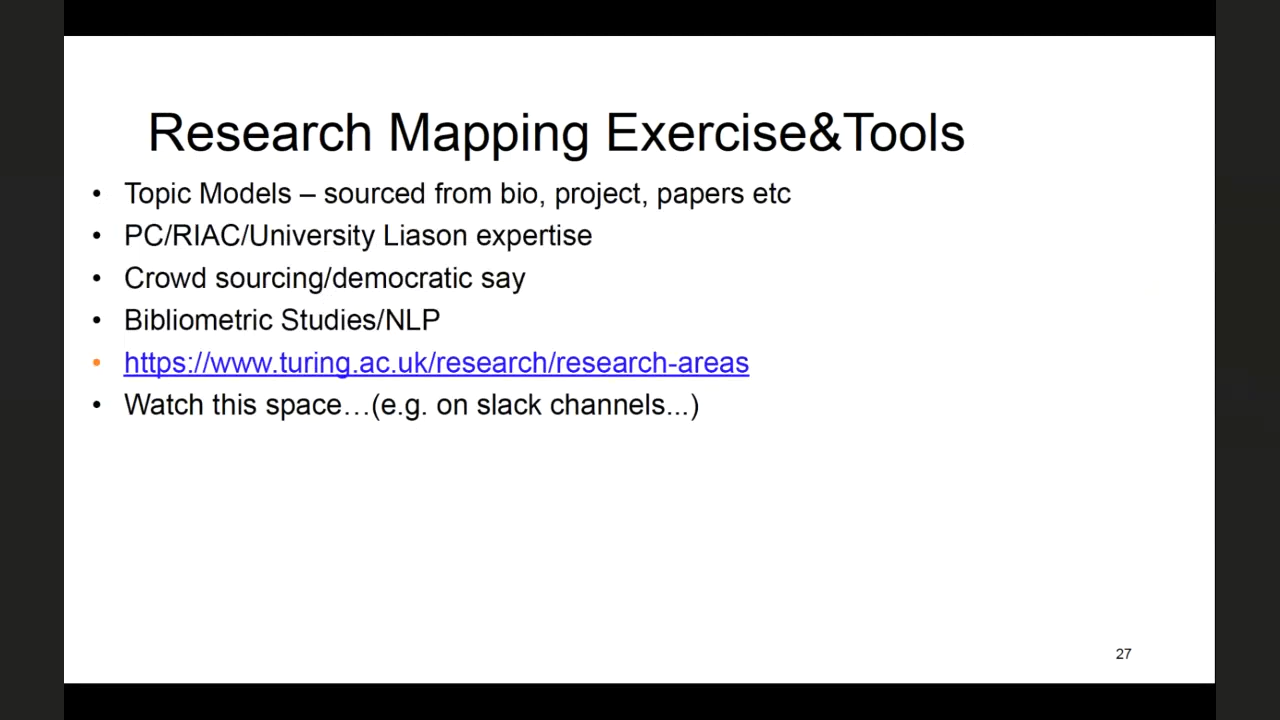 Research Mapping Exercise&Tools
• Topic Models – sourced from bio, project, papers etc
• PC/RIAC/University Liason expertise
• Crowd sourcing/democratic say
• Bibliometric Studies/NLP
• https://www.turing.ac.uk/research/research-areas
• Watch this space…(e.g. on slack channels...)
27